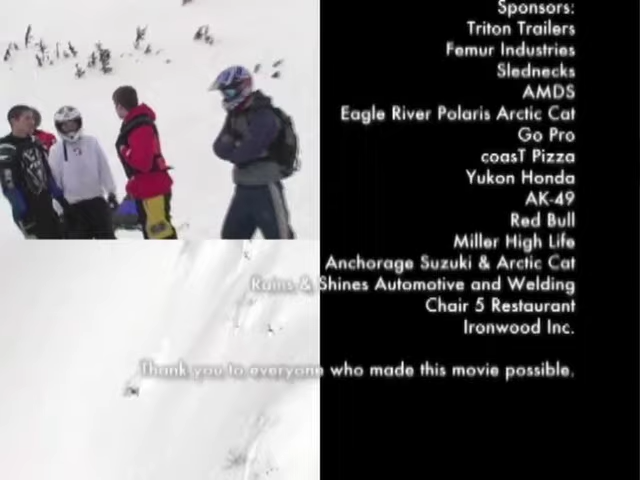 Sponsors:
Triton Trailers
Femur Industries
Slednecks
AMDS
Eagle River Polaris Arctic Cat
Go Pro
coasT Pizza
Yukon Honda
AK-49
Red Bull
Miller High Life
Anchorage Suzuki & Arctic Cat
Rains & Shines Automotive and Welding
Chair 5 Restaurant
Ironwood Inc.
Thank you to everyone who made this movie possible.